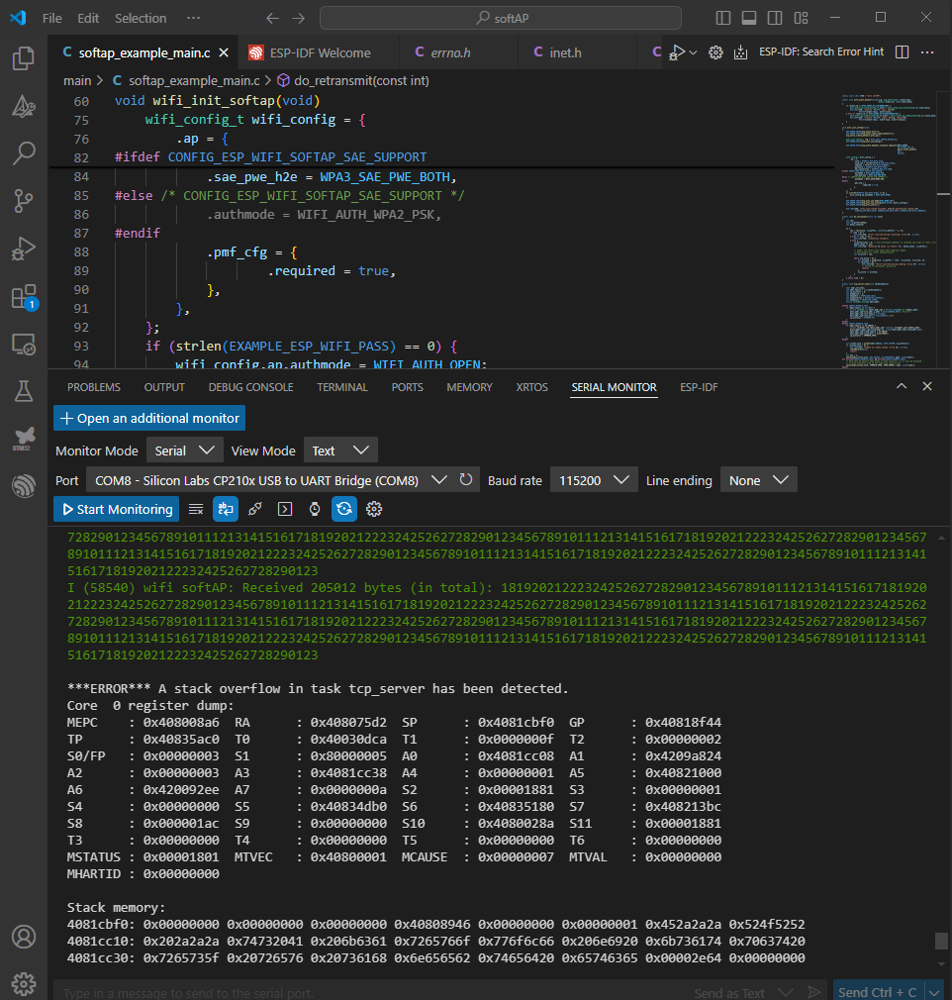 File Edit Selection ··· softAP
softap_example_main.c ESP-IDF Welcome C errno.h C inet.h C ESP-IDF: Search Error Hint
main > C softap_example_main.c > do_retransmit(const int)
60 void wifi_init_softap(void)
75 wifi_config_t wifi_config = {
76 .ap = {
82 #ifdef CONFIG_ESP_WIFI_SOFTAP_SAE_SUPPORT
84 .sae_pwe_h2e = WPA3_SAE_PWE_BOTH,
85 #else /* CONFIG_ESP_WIFI_SOFTAP_SAE_SUPPORT */
86 .authmode = WIFI_AUTH_WPA2_PSK,
87 #endif
88 .pmf_cfg = {
89 .required = true,
90 },
91 },
92 };
93 if (strlen(EXAMPLE_ESP_WIFI_PASS) == 0) {
94 wifi_config.ap.authmode = WIFI_AUTH_OPEN;
PROBLEMS OUTPUT DEBUG CONSOLE TERMINAL PORTS MEMORY XRTOS SERIAL MONITOR ESP-IDF
1
Open an additional monitor
Monitor Mode Serial View Mode Text
STM32
Port COM8 - Silicon Labs CP210x USB to UART Bridge (COM8) Baud rate 115200 Line ending None
Start Monitoring
72829012345678910111213141516171819202122232425262728290123456789101112131415161718192021222324252627282901234567
89101112131415161718192021222324252627282901234567891011121314151617181920212223242526272829012345678910111213141
516171819202122232425262728290123
I (58540) wifi softAP: Received 205012 bytes (in total): 18192021222324252627282901234567891011121314151617181920
2122232425262728290123456789101112131415161718192021222324252627282901234567891011121314151617181920212223242526
272829012345678910111213141516171819202122232425262728290123456789101112131415161718192021222324252627282901234567
89101112131415161718192021222324252627282901234567891011121314151617181920212223242526272829012345678910111213141
516171819202122232425262728290123
***ERROR*** A stack overflow in task tcp_server has been detected.
Core 0 register dump:
MEPC : 0x408008a6 RA : 0x408075d2 SP : 0x4081cbf0 GP : 0x40818f44
TP : 0x40835ac0 T0 : 0x40030dca T1 : 0x0000000f T2 : 0x00000002
S0/FP : 0x00000003 S1 : 0x80000005 A0 : 0x4081cc08 A1 : 0x4209a824
A2 : 0x00000003 A3 : 0x4081cc38 A4 : 0x00000001 A5 : 0x40821000
A6 : 0x420092ee A7 : 0x0000000a S2 : 0x00001881 S3 : 0x00000001
S4 : 0x00000000 S5 : 0x40834db0 S6 : 0x40835180 S7 : 0x408213bc
S8 : 0x000001ac S9 : 0x00000000 S10 : 0x4080028a S11 : 0x00001881
T3 : 0x00000000 T4 : 0x00000000 T5 : 0x00000000 T6 : 0x00000000
MSTATUS : 0x00001801 MTVEC : 0x40800001 MCAUSE : 0x00000007 MTVAL : 0x00000000
MHARTID : 0x00000000
Stack memory:
4081cbf0: 0x00000000 0x00000000 0x40808946 0x00000000 0x00000001 0x452a2a2a 0x524f5252
4081cc10: 0x202a2a2a 0x74732041 0x206b6361 0x7265766f 0x776f6c66 0x206e6920 0x6b736174 0x70637420
4081cc30: 0x7265735f 0x20726576 0x20736168 0x6e656562 0x74656420 0x65746365 0x00002e64 0x00000000
Type in a message to send to the serial port. Send as Text Send Ctrl + C